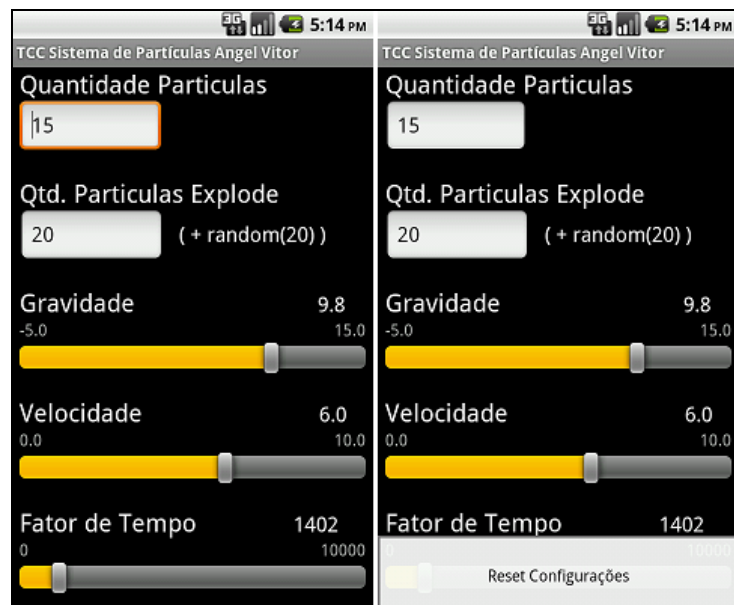 3G 5:14 PM
TCC Sistema de Partículas Angel Vitor
Quantidade Particulas
15
Qtd. Particulas Explode
20 ( + random(20) )
Gravidade 9.8
-5.0 15.0
Velocidade 6.0
0.0 10.0
Fator de Tempo 1402
0 10000
3G 5:14 PM
TCC Sistema de Partículas Angel Vitor
Quantidade Particulas
15
Qtd. Particulas Explode
20 ( + random(20) )
Gravidade 9.8
-5.0 15.0
Velocidade 6.0
0.0 10.0
Fator de Tempo 1402
0 10000
Reset Configurações